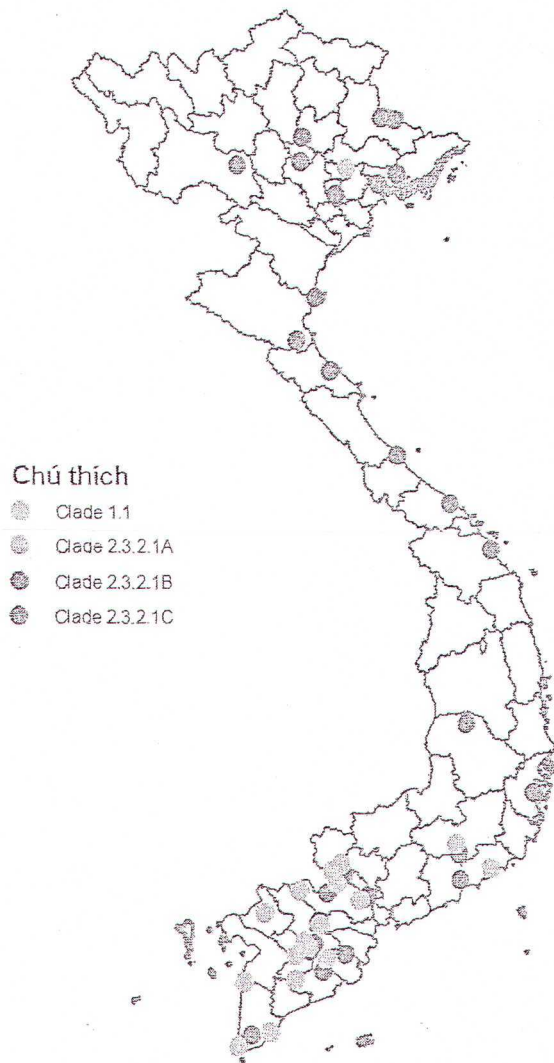 Chú thích
Clade 1.1
Clade 2.3.2.1A
Clade 2.3.2.1B
Clade 2.3.2.1C